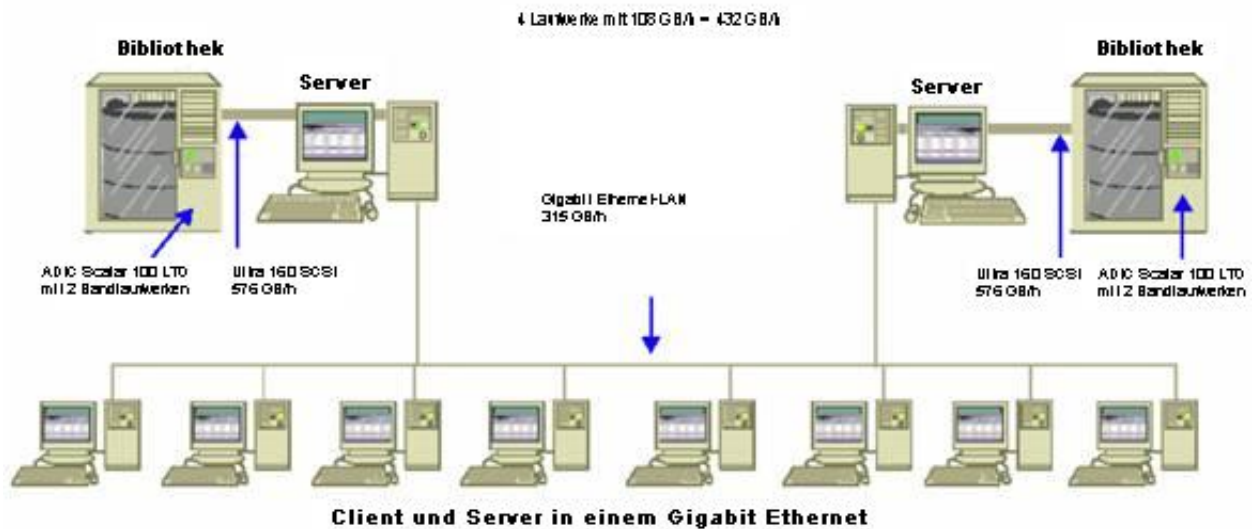 4 Laufwerke mit 108 GB/h = 432 GB/h
Bibliothek
Server
Server
Bibliothek
Gigabit Ethernet-LAN
315 GB/h
ADIC Scalar 100 LTO
mit 2 Bandlaufwerken
Ultra 160 SCSI
576 GB/h
Ultra 160 SCSI
576 GB/h
ADIC Scalar 100 LTO
mit 2 Bandlaufwerken
Client und Server in einem Gigabit Ethernet